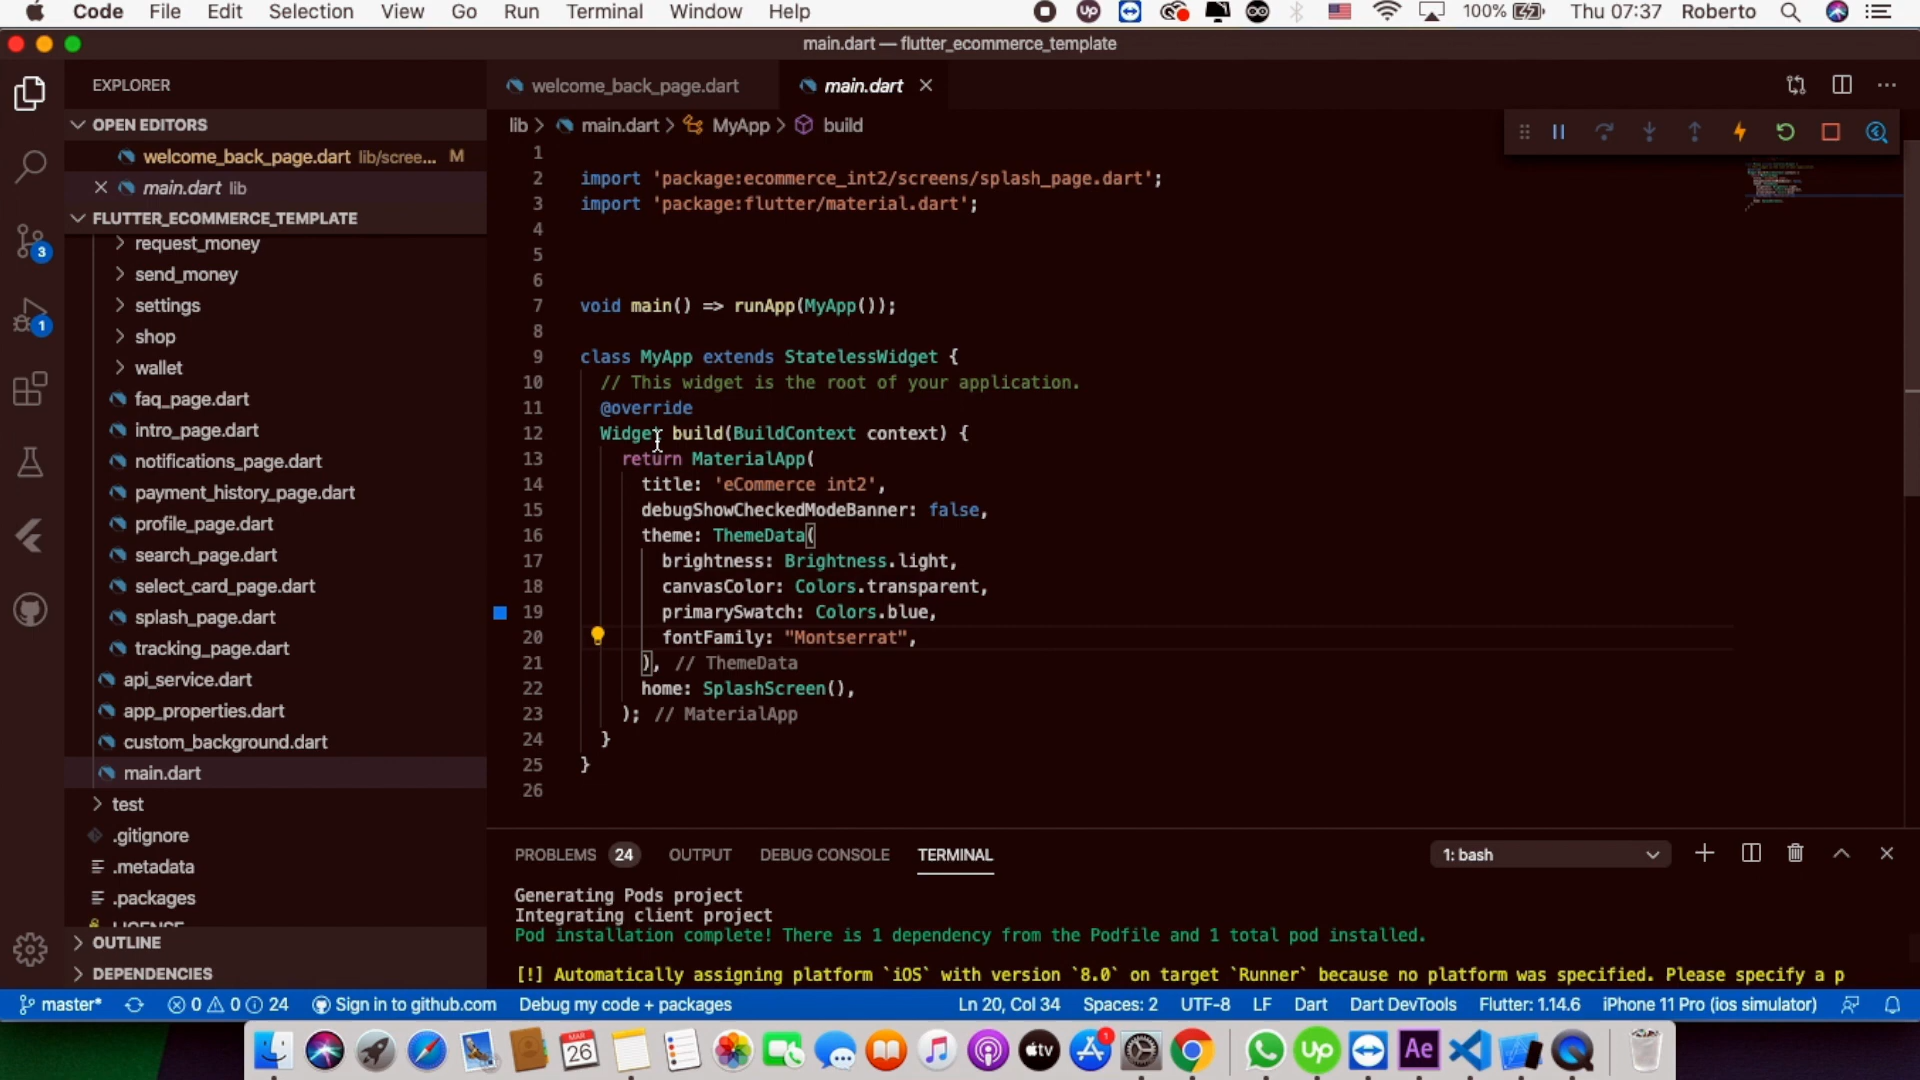 Code File Edit Selection View Go Run Terminal Window Help 100% Thu 07:37 Roberto
main.dart — flutter_ecommerce_template
EXPLORER
OPEN EDITORS
welcome_back_page.dart lib/scree... M
main.dart lib
FLUTTER_ECOMMERCE_TEMPLATE
request_money
send_money
settings
shop
wallet
faq_page.dart
intro_page.dart
notifications_page.dart
payment_history_page.dart
profile_page.dart
search_page.dart
select_card_page.dart
splash_page.dart
tracking_page.dart
api_service.dart
app_properties.dart
custom_background.dart
main.dart
test
.gitignore
.metadata
.packages
LICENSE
OUTLINE
DEPENDENCIES
3
1
welcome_back_page.dart main.dart
lib > main.dart > MyApp > build
1
2 import 'package:ecommerce_int2/screens/splash_page.dart';
3 import 'package:flutter/material.dart';
4
5
6
7 void main() => runApp(MyApp());
8
9 class MyApp extends StatelessWidget {
10 // This widget is the root of your application.
11 @override
12 Widget build(BuildContext context) {
13 return MaterialApp(
14 title: 'eCommerce int2',
15 debugShowCheckedModeBanner: false,
16 theme: ThemeData(
17 brightness: Brightness.light,
18 canvasColor: Colors.transparent,
19 primarySwatch: Colors.blue,
20 fontFamily: "Montserrat",
21 ), // ThemeData
22 home: SplashScreen(),
23 ); // MaterialApp
24 }
25 }
26
PROBLEMS 24 OUTPUT DEBUG CONSOLE TERMINAL 1: bash
Generating Pods project
Integrating client project
Pod installation complete! There is 1 dependency from the Podfile and 1 total pod installed.
[!] Automatically assigning platform `iOS` with version `8.0` on target `Runner` because no platform was specified. Please specify a p
master* 0 0 24 Sign in to github.com Debug my code + packages Ln 20, Col 34 Spaces: 2 UTF-8 LF Dart Dart DevTools Flutter: 1.14.6 iPhone 11 Pro (ios simulator)
MAR 26 tv 1 up Ae